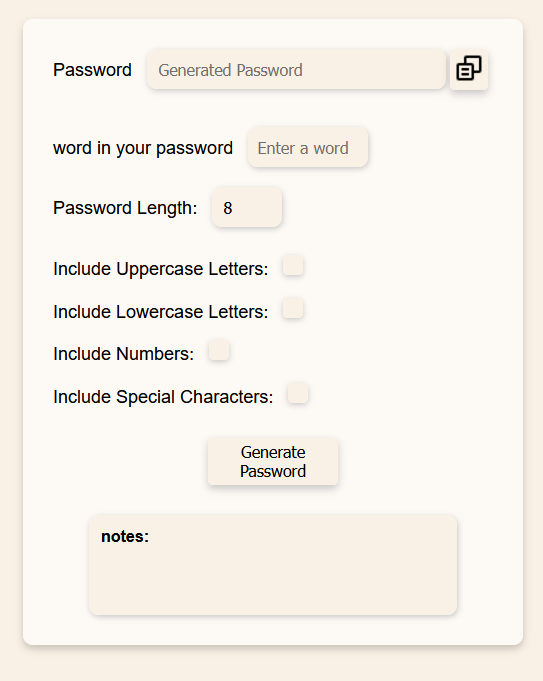 Password Generated Password
word in your password Enter a word
Password Length: 8
Include Uppercase Letters:
Include Lowercase Letters:
Include Numbers:
Include Special Characters:
Generate
Password
notes: